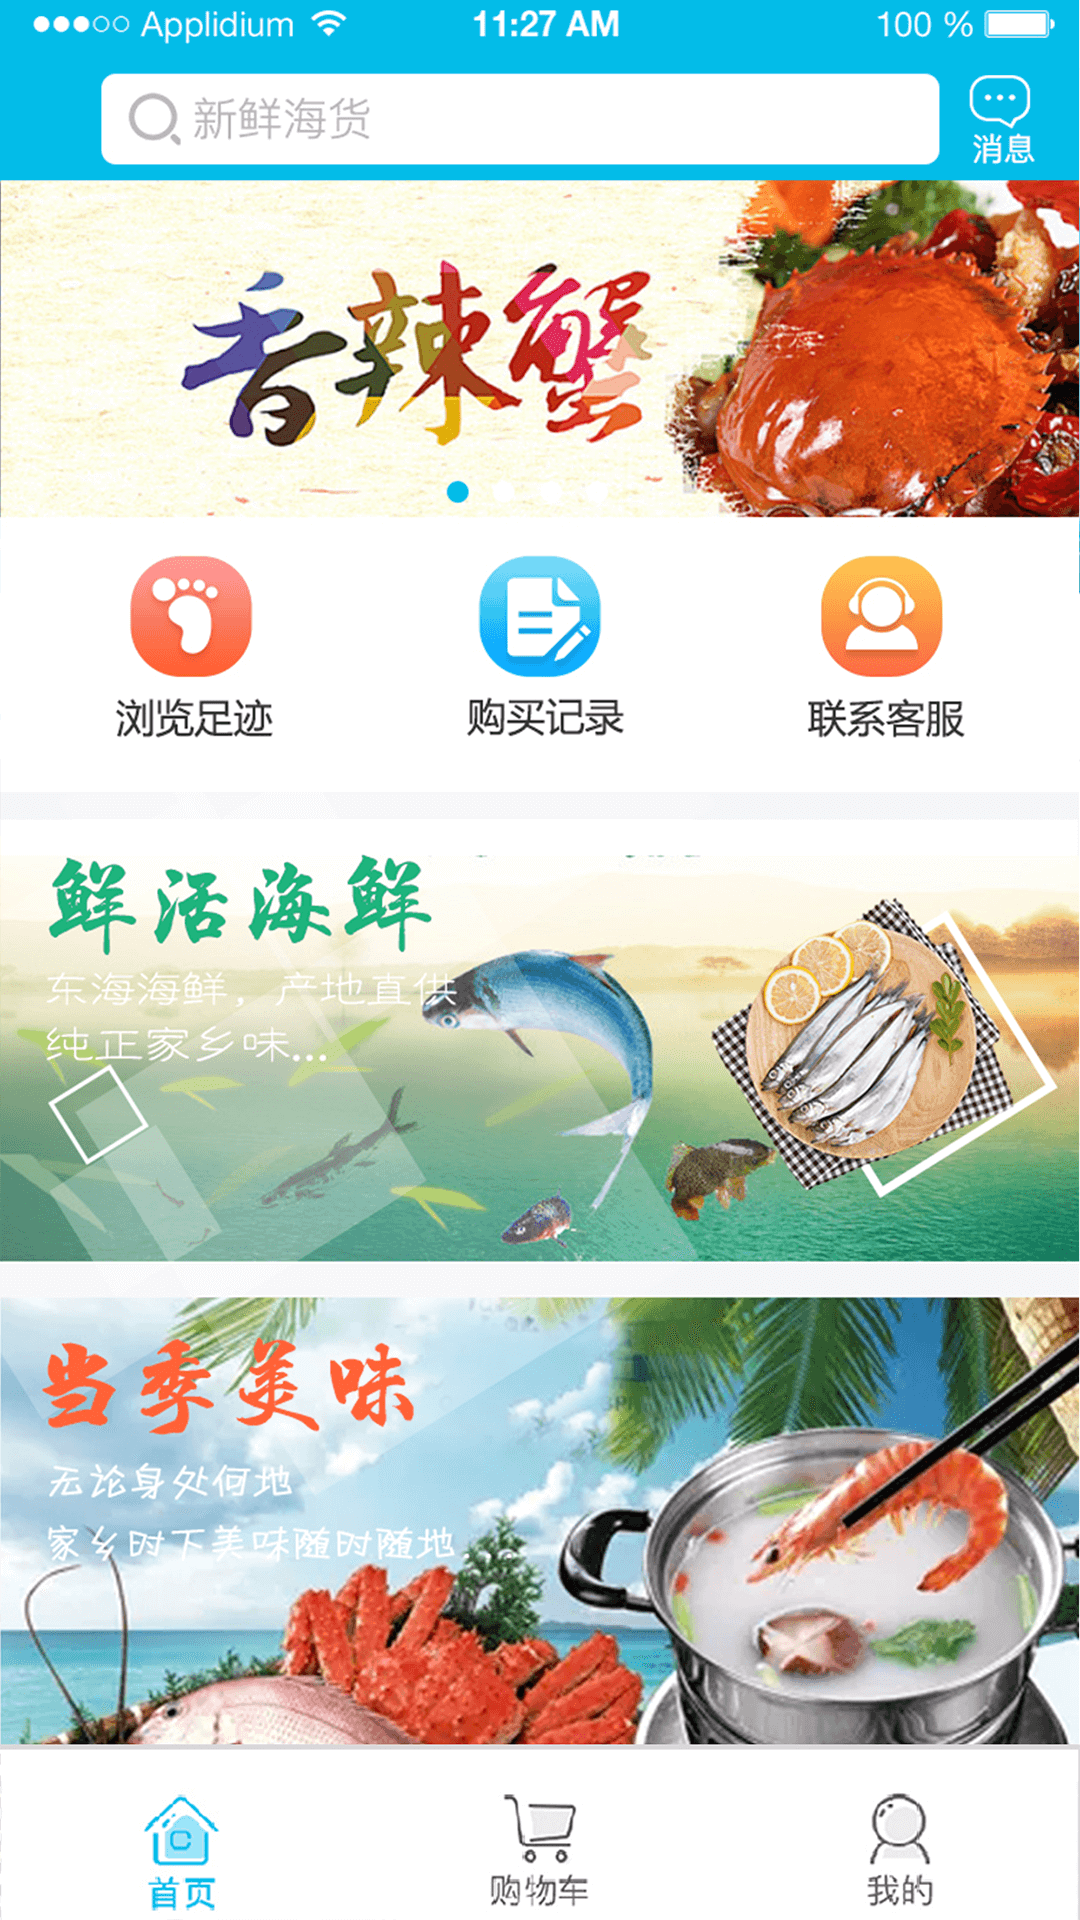 Applidium
11:27 AM
100 %
新鲜海货
消息
香辣蟹
浏览足迹
购买记录
联系客服
鲜活海鲜
东海海鲜，产地直供
纯正家乡味...
当季美味
无论身处何地
家乡时下美味随时随地。。
首页
购物车
我的